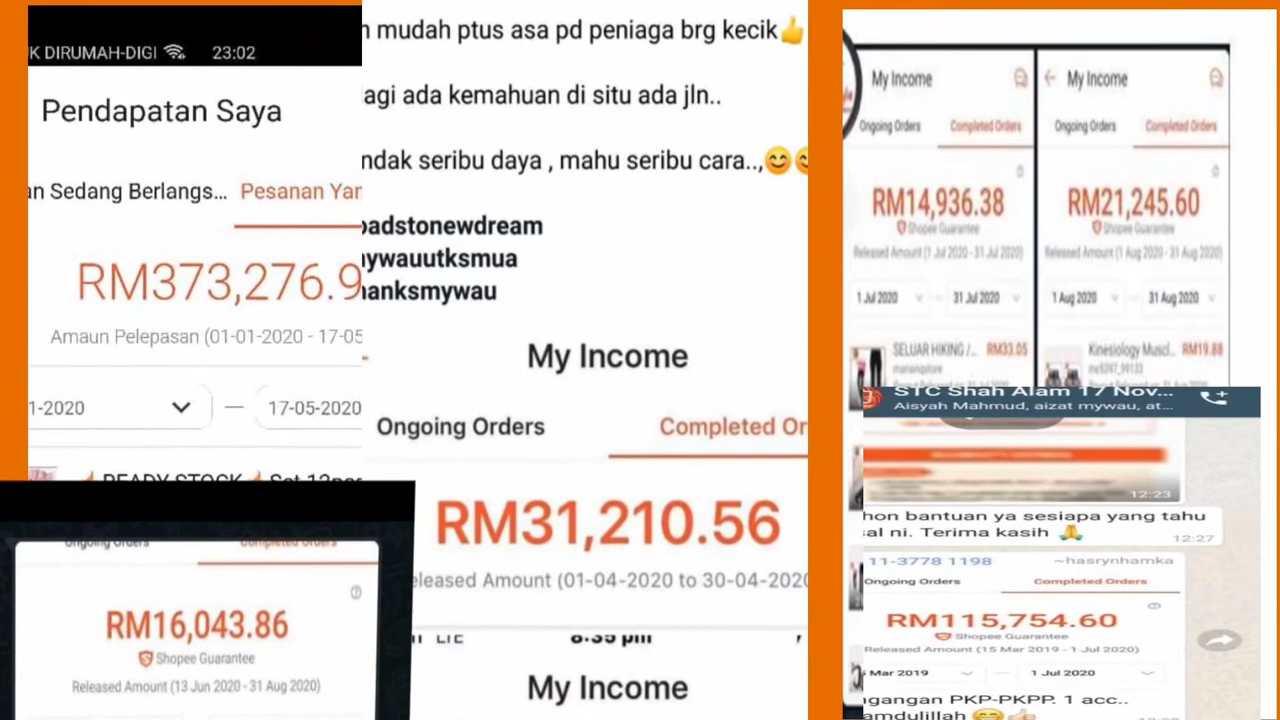 K DIRUMAH-DIGI 23:02
Pendapatan Saya
an Sedang Berlangs... Pesanan Yan
RM373,276.9
Amaun Pelepasan (01-01-2020 - 17-05
1-2020 — 17-05-2020
READY STOCK
Ongoing Orders Completed Orders
RM16,043.86
Shopee Guarantee
Released Amount (13 Jun 2020 - 31 Aug 2020)
n mudah ptus asa pd peniaga brg kecik👍
agi ada kemahuan di situ ada jln..
ndak seribu daya , mahu seribu cara..,😊
oadstonewdream
ywauutksmua
anksmywau
My Income
Ongoing Orders Completed Or
RM31,210.56
eleased Amount (01-04-2020 to 30-04-2020
8:35 pm
My Income
My Income
Ongoing Orders Completed Orders
RM14,936.38
Shopee Guarantee
Released Amount (1 Jul 2020 - 31 Jul 2020)
1 Jul 2020 — 31 Jul 2020
SELUAR HIKING /... RM33.05
My Income
Ongoing Orders Completed Orders
RM21,245.60
Shopee Guarantee
Released Amount (1 Aug 2020 - 31 Aug 2020)
1 Aug 2020 — 31 Aug 2020
Kinesiology Muscl... RM19.88
STC Shah Alam 17 Nov...
Aisyah Mahmud, aizat mywau, at...
12:23
hon bantuan ya sesiapa yang tahu
al ni. Terima kasih 🙏
12:27
11-3778 1198 ~hasrynhamka
Ongoing Orders Completed Orders
RM115,754.60
Shopee Guarantee
Released Amount (15 Mar 2019 - 1 Jul 2020)
Mar 2019 — 1 Jul 2020
ngangan PKP-PKPP. 1 acc..
amdulillah 😁👍